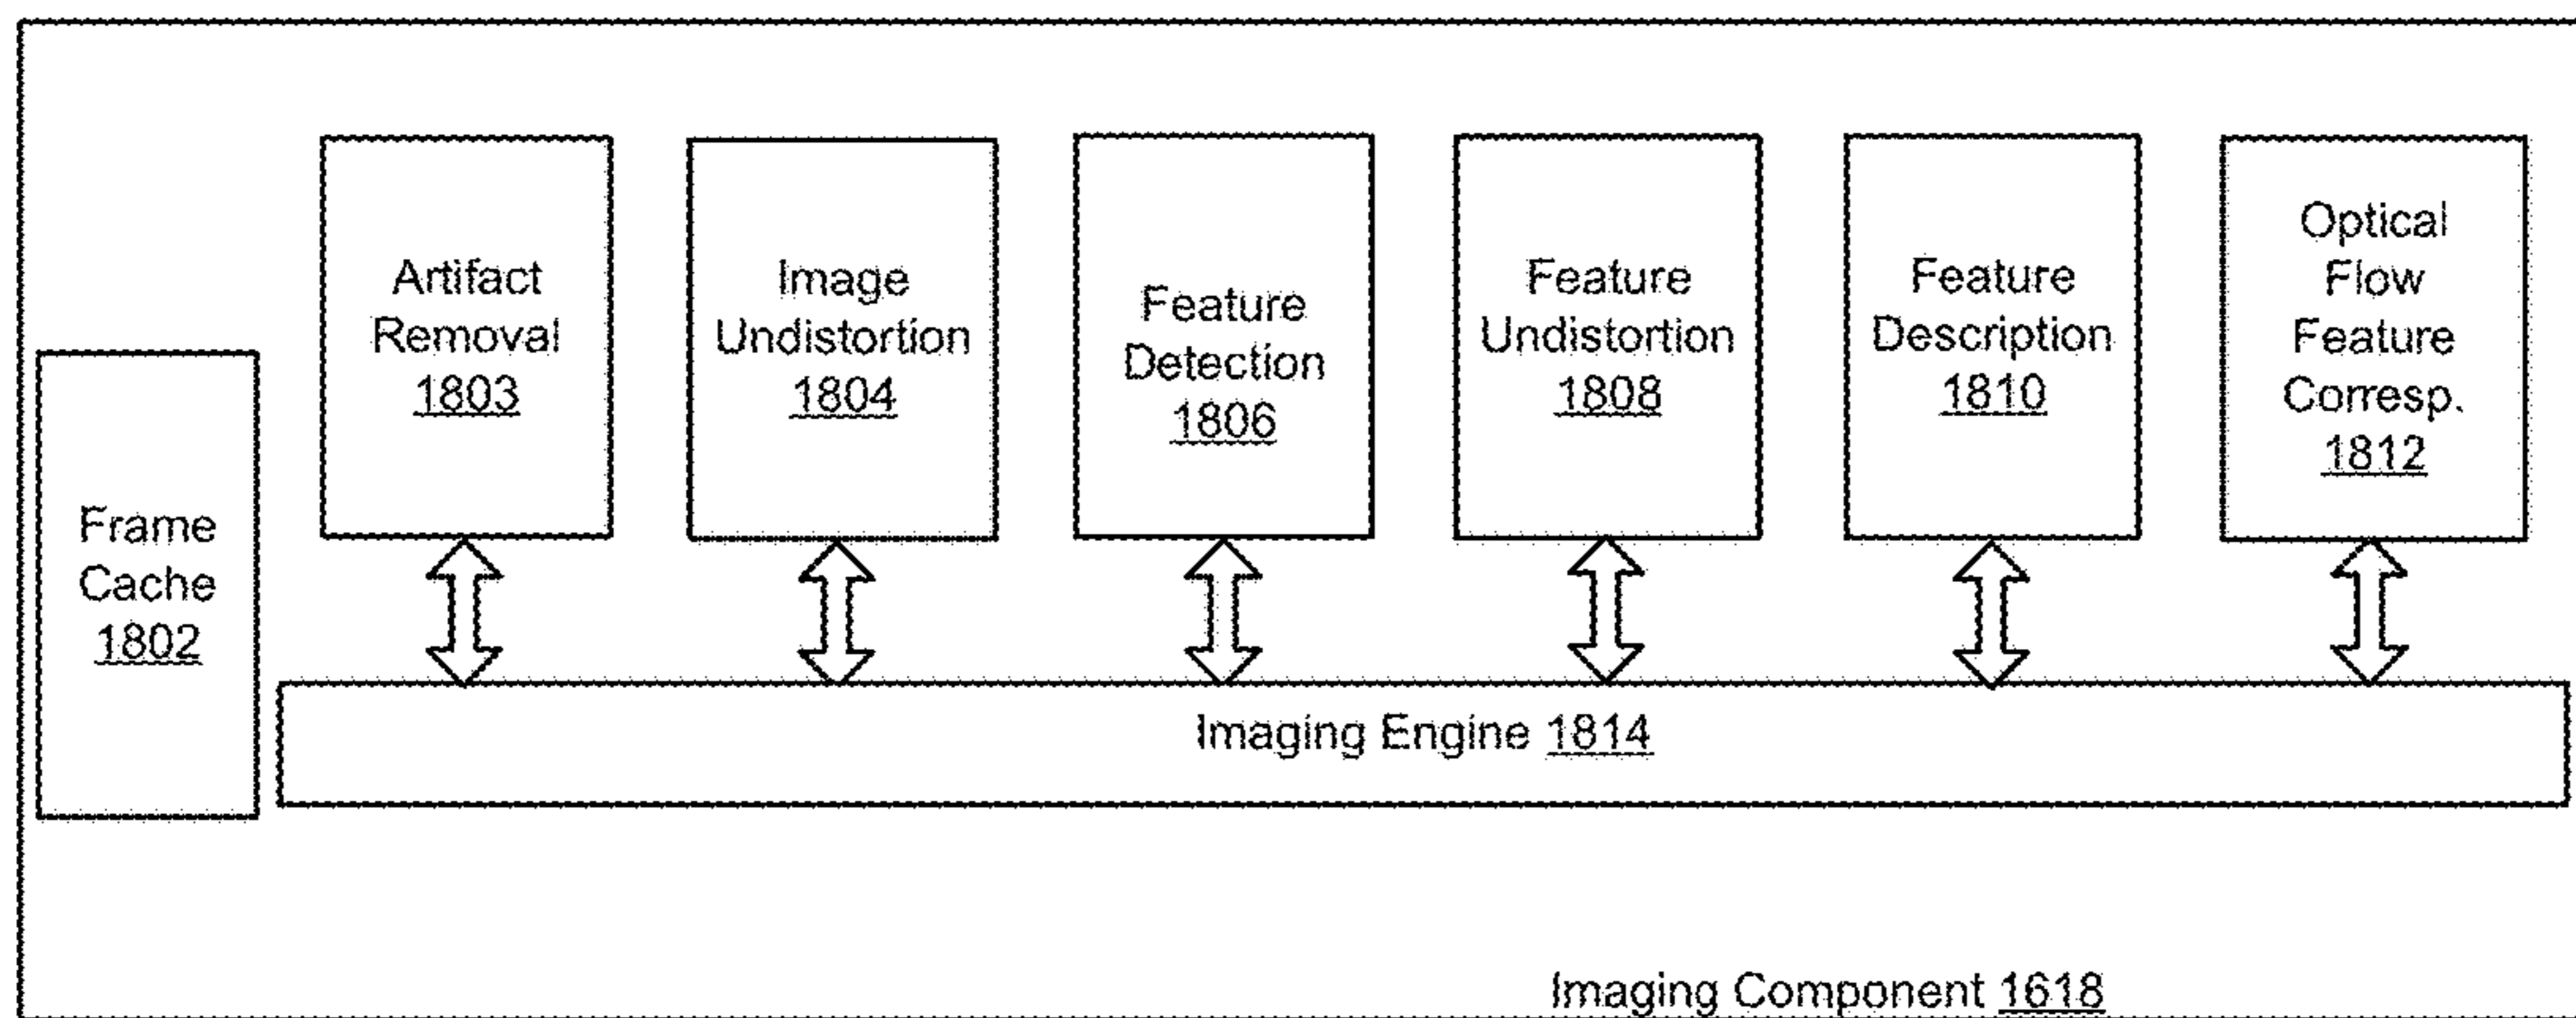 Frame
Cache
1802
Artifact
Removal
1803
Image
Undistortion
1804
Feature
Detection
1806
Feature
Undistortion
1808
Feature
Description
1810
Optical
Flow
Feature
Corresp.
1812
Imaging Engine 1814
Imaging Component 1618